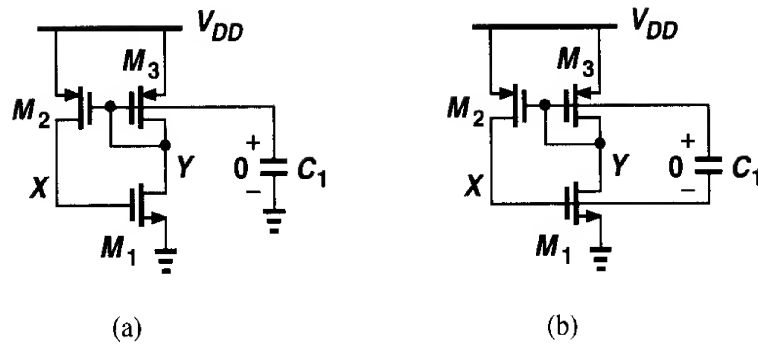 V_DD
M_3
M_2
+
X
Y
0
C_1
−
M_1
(a)
V_DD
M_3
M_2
+
X
Y
0
C_1
−
M_1
(b)